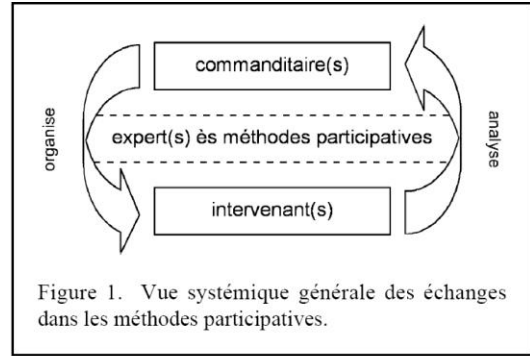 commanditaire(s)
organise
expert(s) ès méthodes participatives
analyse
intervenant(s)
Figure 1. Vue systémique générale des échanges
dans les méthodes participatives.